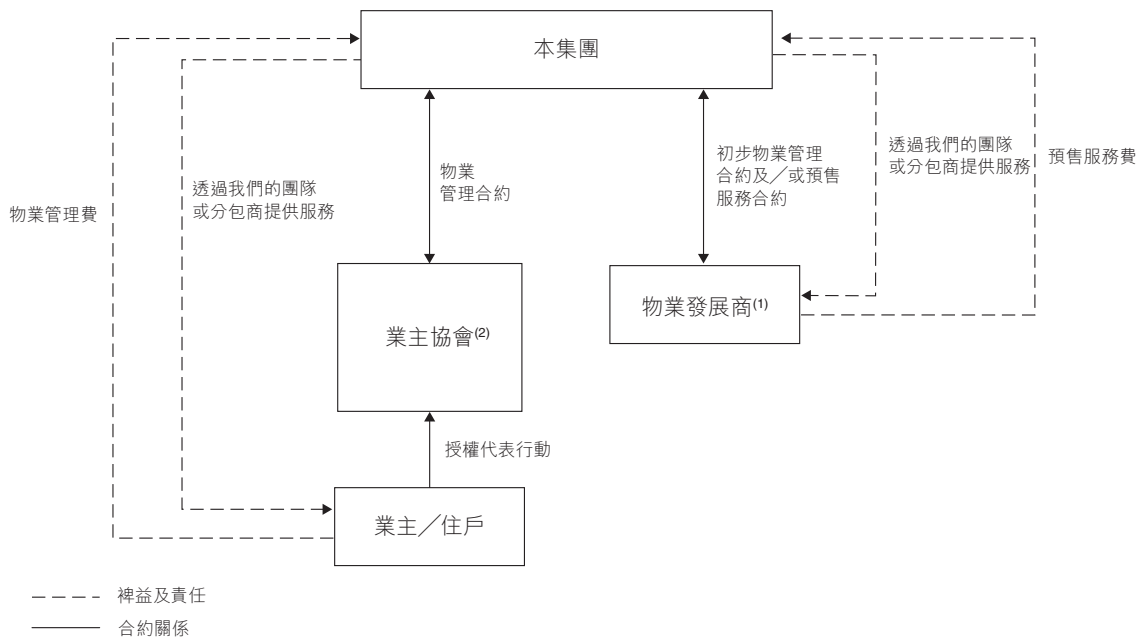 本集團
物業管理費
透過我們的團隊
或分包商提供服務
物業
管理合約
初步物業管理
合約及／或預售
服務合約
透過我們的團隊
或分包商提供服務
預售服務費
業主協會(2)
物業發展商(1)
授權代表行動
業主／住戶
裨益及責任
合約關係